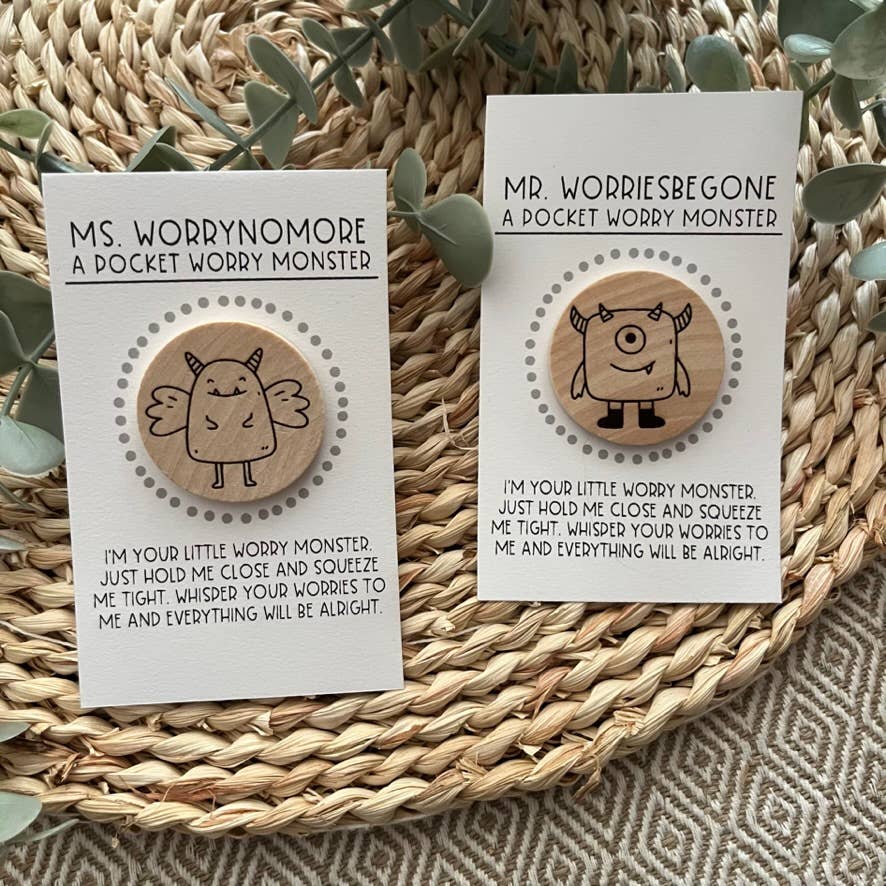 MS. WORRYNOMORE
A POCKET WORRY MONSTER
I'M YOUR LITTLE WORRY MONSTER.
JUST HOLD ME CLOSE AND SQUEEZE
ME TIGHT. WHISPER YOUR WORRIES TO
ME AND EVERYTHING WILL BE ALRIGHT.
MR. WORRIESBEGONE
A POCKET WORRY MONSTER
I'M YOUR LITTLE WORRY MONSTER.
JUST HOLD ME CLOSE AND SQUEEZE
ME TIGHT. WHISPER YOUR WORRIES TO
ME AND EVERYTHING WILL BE ALRIGHT.